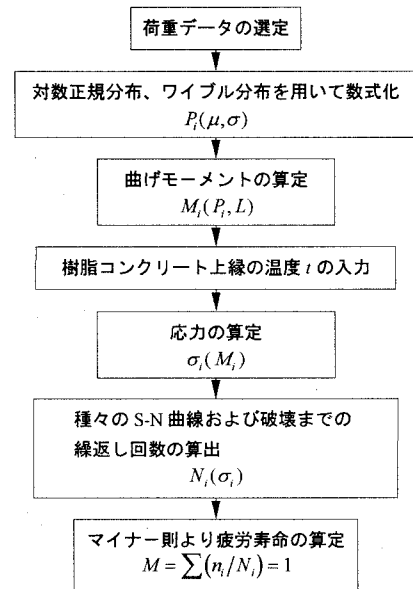 荷重データの選定
対数正規分布、ワイブル分布を用いて数式化
P_i(μ,σ)
曲げモーメントの算定
M_i(P_i,L)
樹脂コンクリート上縁の温度 t の入力
応力の算定
σ_i(M_i)
種々の S-N 曲線および破壊までの
繰返し回数の算出
N_i(σ_i)
マイナー則より疲労寿命の算定
M=∑(n_i/N_i)=1